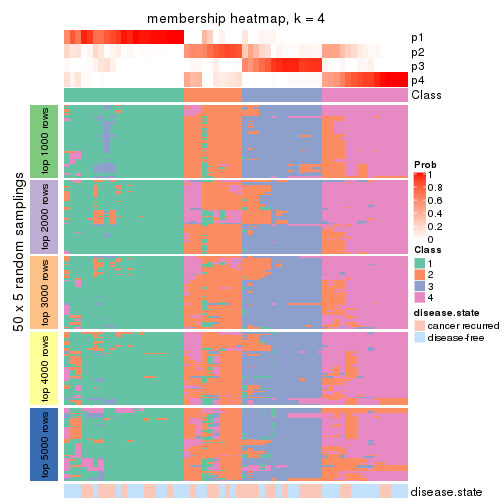 membership heatmap, k = 4
p1
p2
p3
p4
Class
50 x 5 random samplings
top 1000 rows
top 2000 rows
top 3000 rows
top 4000 rows
top 5000 rows
Prob
1
0.8
0.6
0.4
0.2
0
Class
1
2
3
4
disease.state
cancer recurred
disease-free
disease.state